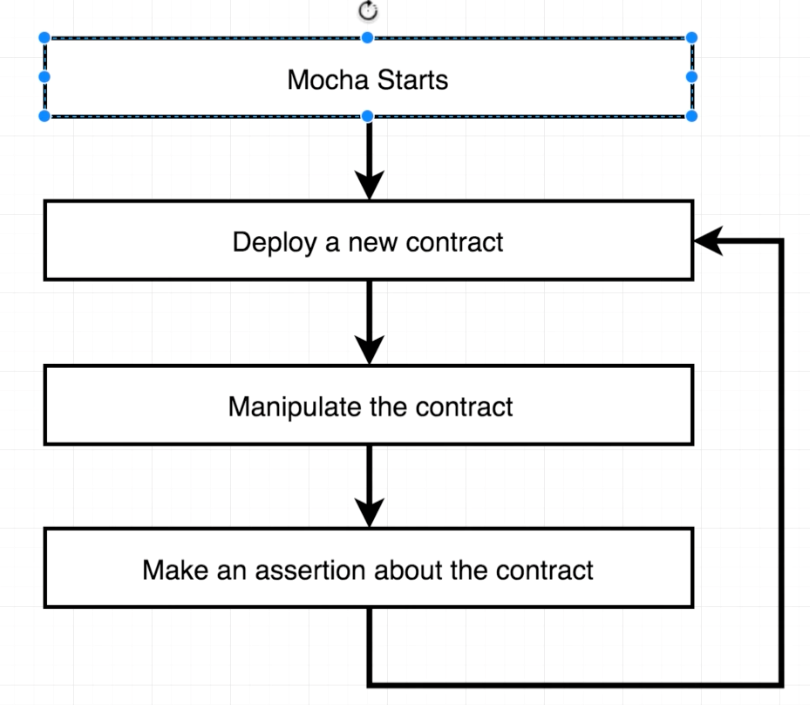 Mocha Starts
Deploy a new contract
Manipulate the contract
Make an assertion about the contract